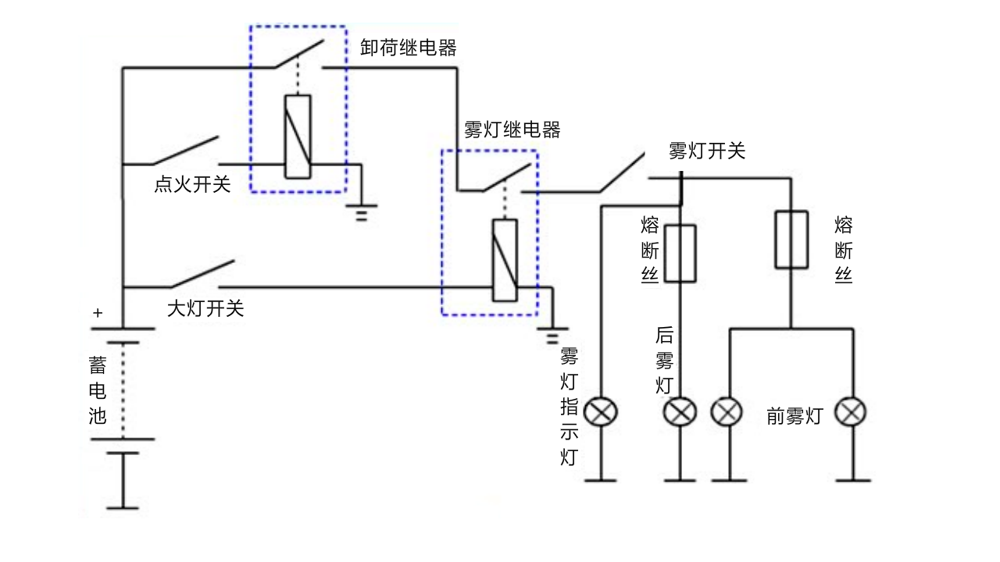 卸荷继电器
雾灯继电器
雾灯开关
点火开关
熔断丝
熔断丝
大灯开关
+
蓄电池
后雾灯
雾灯指示灯
前雾灯